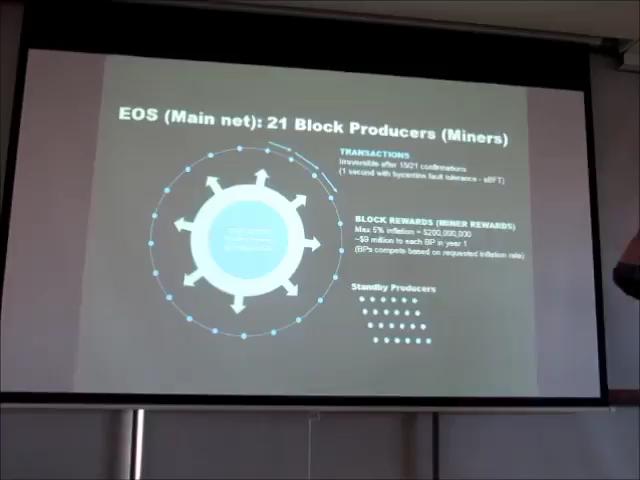 EOS (Main net): 21 Block Producers (Miners)
TRANSACTIONS
Irreversible after 15/21 confirmations
(1 second with byzantine fault tolerance - aBFT)
BLOCK REWARDS (MINER REWARDS)
Max 5% inflation = $200,000,000
~$9 million to each BP in year 1
(BPs compete based on requested inflation rate)
Standby Producers